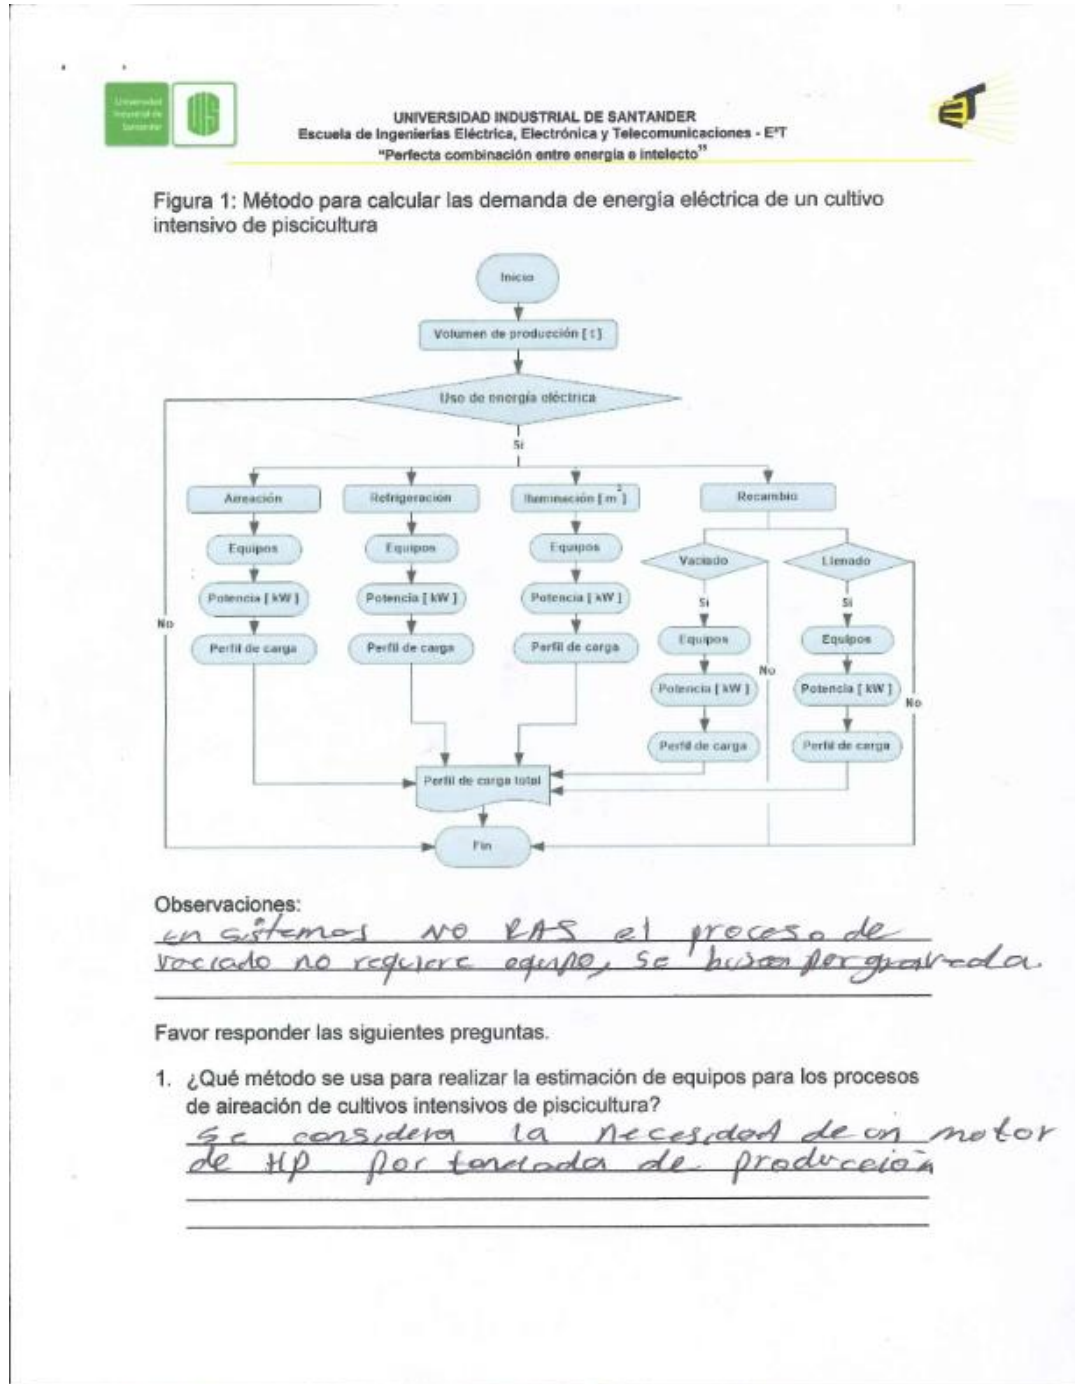 Universidad
Industrial de
Santander
UIS
UNIVERSIDAD INDUSTRIAL DE SANTANDER
Escuela de Ingenierías Eléctrica, Electrónica y Telecomunicaciones - E³T
"Perfecta combinación entre energía e intelecto"
Figura 1: Método para calcular las demanda de energía eléctrica de un cultivo
intensivo de piscicultura
Inicio
Volumen de producción [ t ]
Uso de energía eléctrica
Si
Aireación
Refrigeración
Iluminación [ m² ]
Recambio
Equipos
Equipos
Equipos
Vaciado
Llenado
Potencia [ kW ]
Potencia [ kW ]
Potencia [ kW ]
Si
Si
No
Perfil de carga
Perfil de carga
Perfil de carga
Equipos
Equipos
No
Potencia [ kW ]
Potencia [ kW ]
No
Perfil de carga
Perfil de carga
Perfil de carga total
Fin
Observaciones:
en sistemas NO RAS el proceso de
vaciado no requiere equipo, se por
Favor responder las siguientes preguntas.
1. ¿Qué método se usa para realizar la estimación de equipos para los procesos
de aireación de cultivos intensivos de piscicultura?
se considera la necesidad de un motor
de HP por tonelada de producción